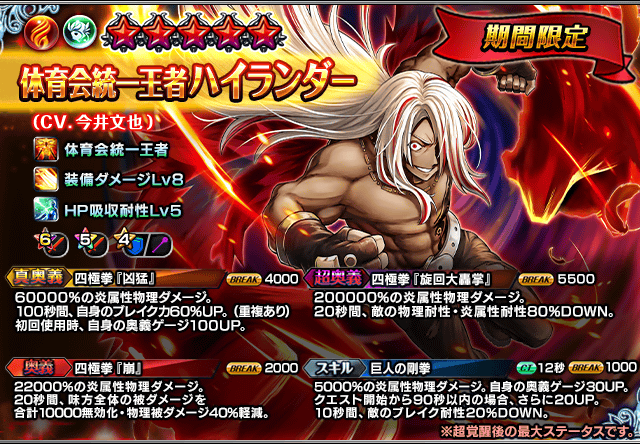 期間限定
体育会統一王者ハイランダー
(CV.今井文也)
体育会統一王者
装備ダメージLv8
HP吸収耐性Lv5
6 5 4
真奥義 四極拳『凶猛』 BREAK 4000
60000%の炎属性物理ダメージ。
100秒間、自身のブレイク力60%UP。(重複あり)
初回使用時、自身の奥義ゲージ100UP。
超奥義 四極拳『旋回大轟掌』 BREAK 5500
200000%の炎属性物理ダメージ。
20秒間、敵の物理耐性・炎属性耐性80%DOWN。
奥義 四極拳『崩』 BREAK 2000
22000%の炎属性物理ダメージ。
20秒間、味方全体の被ダメージを
合計10000無効化・物理被ダメージ40%軽減。
スキル 巨人の剛拳 C.T. 12秒 BREAK 1000
5000%の炎属性物理ダメージ。自身の奥義ゲージ30UP。
クエスト開始から90秒以内の場合、さらに20UP。
10秒間、敵のブレイク耐性20%DOWN。
※超覚醒後の最大ステータスです。